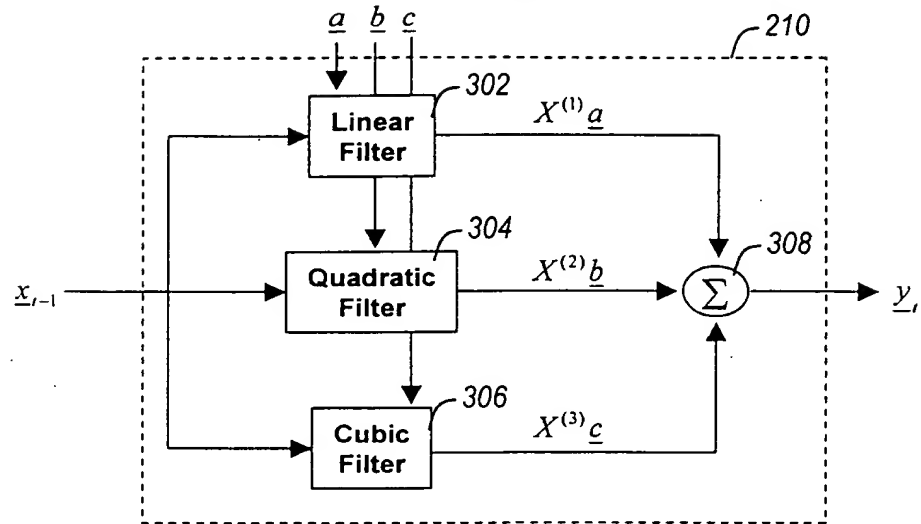 a b c
210
302
Linear
Filter
X^(1) a
304
Quadratic
Filter
X^(2) b
308
Σ
x_t-1
y_t
306
Cubic
Filter
X^(3) c